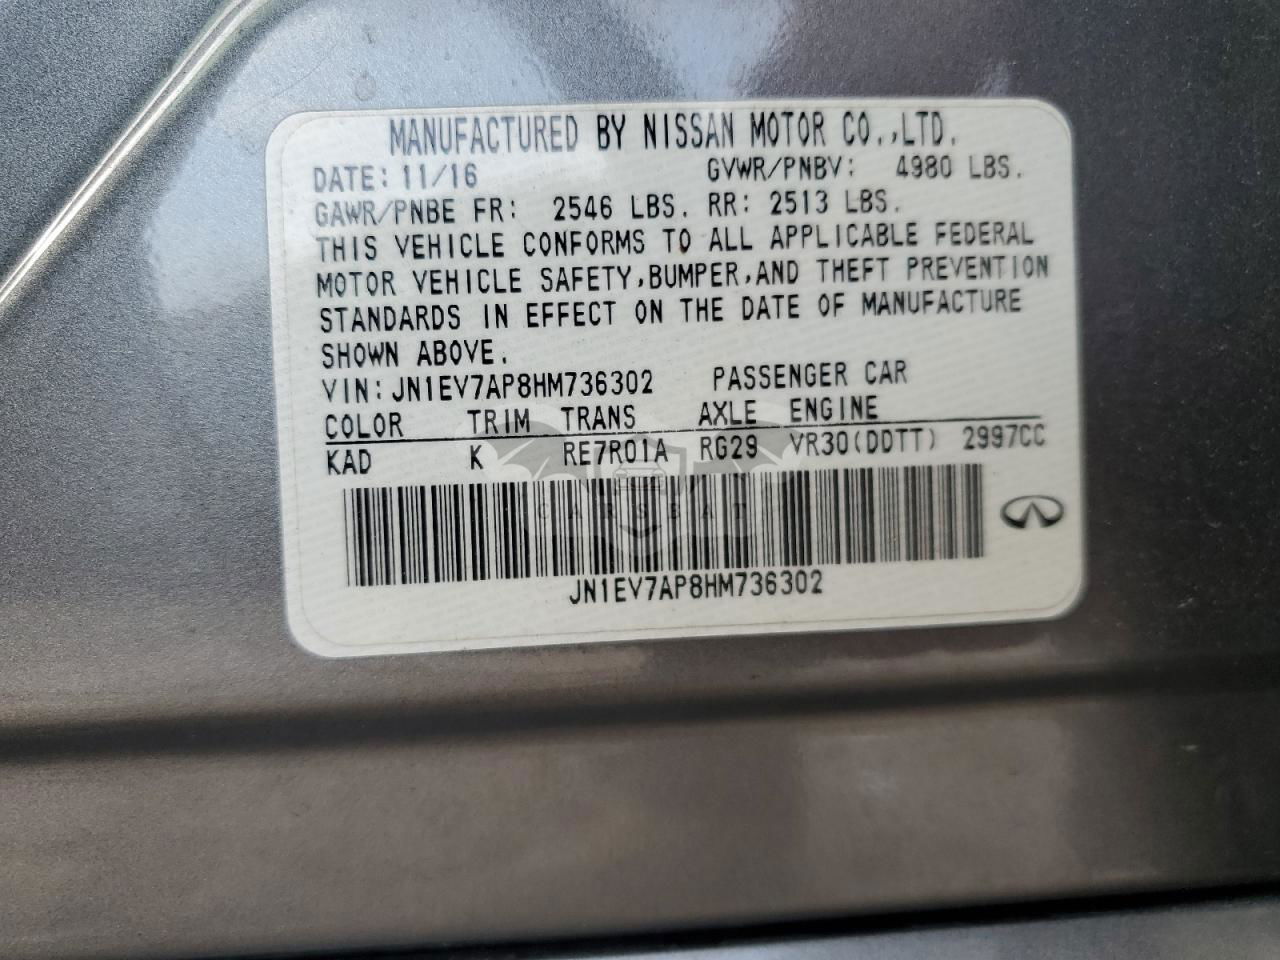 MANUFACTURED BY NISSAN MOTOR CO.,LTD.
DATE: 11/16 GVWR/PNBV: 4980 LBS.
GAWR/PNBE FR: 2546 LBS. RR: 2513 LBS.
THIS VEHICLE CONFORMS TO ALL APPLICABLE FEDERAL
MOTOR VEHICLE SAFETY,BUMPER,AND THEFT PREVENTION
STANDARDS IN EFFECT ON THE DATE OF MANUFACTURE
SHOWN ABOVE.
VIN: JN1EV7AP8HM736302 PASSENGER CAR
COLOR TRIM TRANS AXLE ENGINE
KAD K RE7R01A RG29 VR30(DDTT) 2997CC
CARSBAT
JN1EV7AP8HM736302